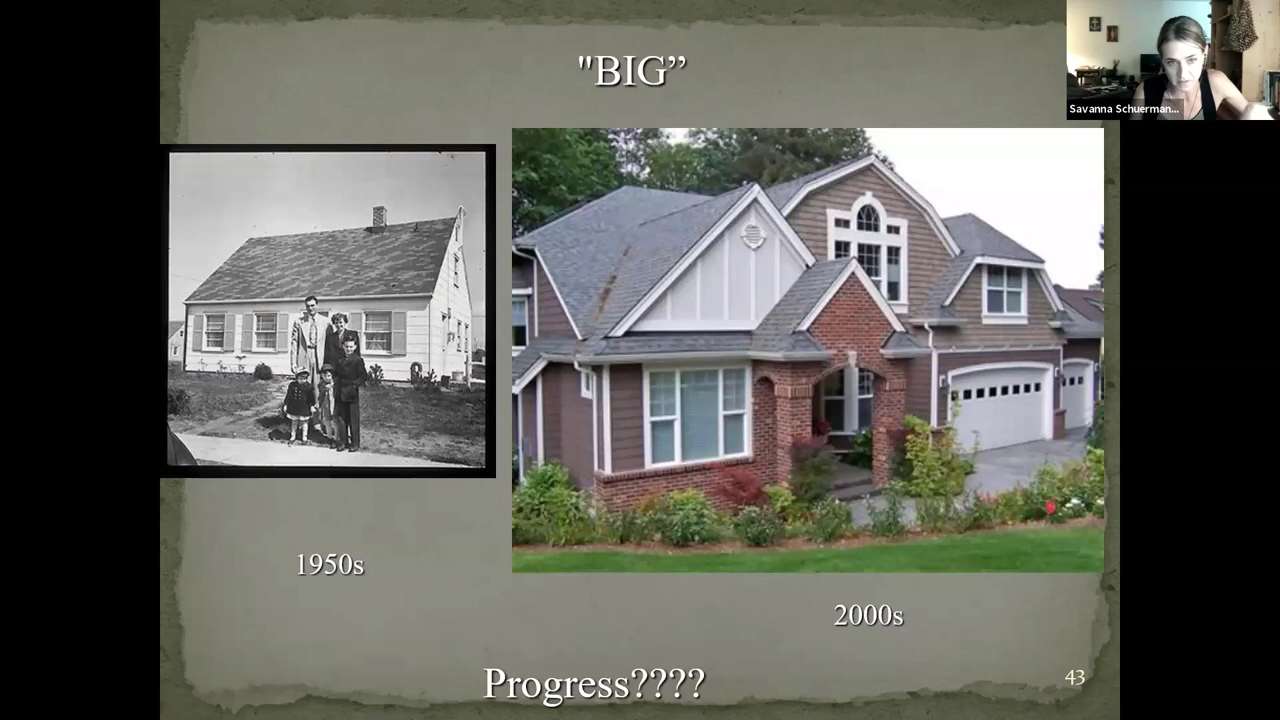 "BIG”
Savanna Schuerman...
1950s
2000s
Progress????
43